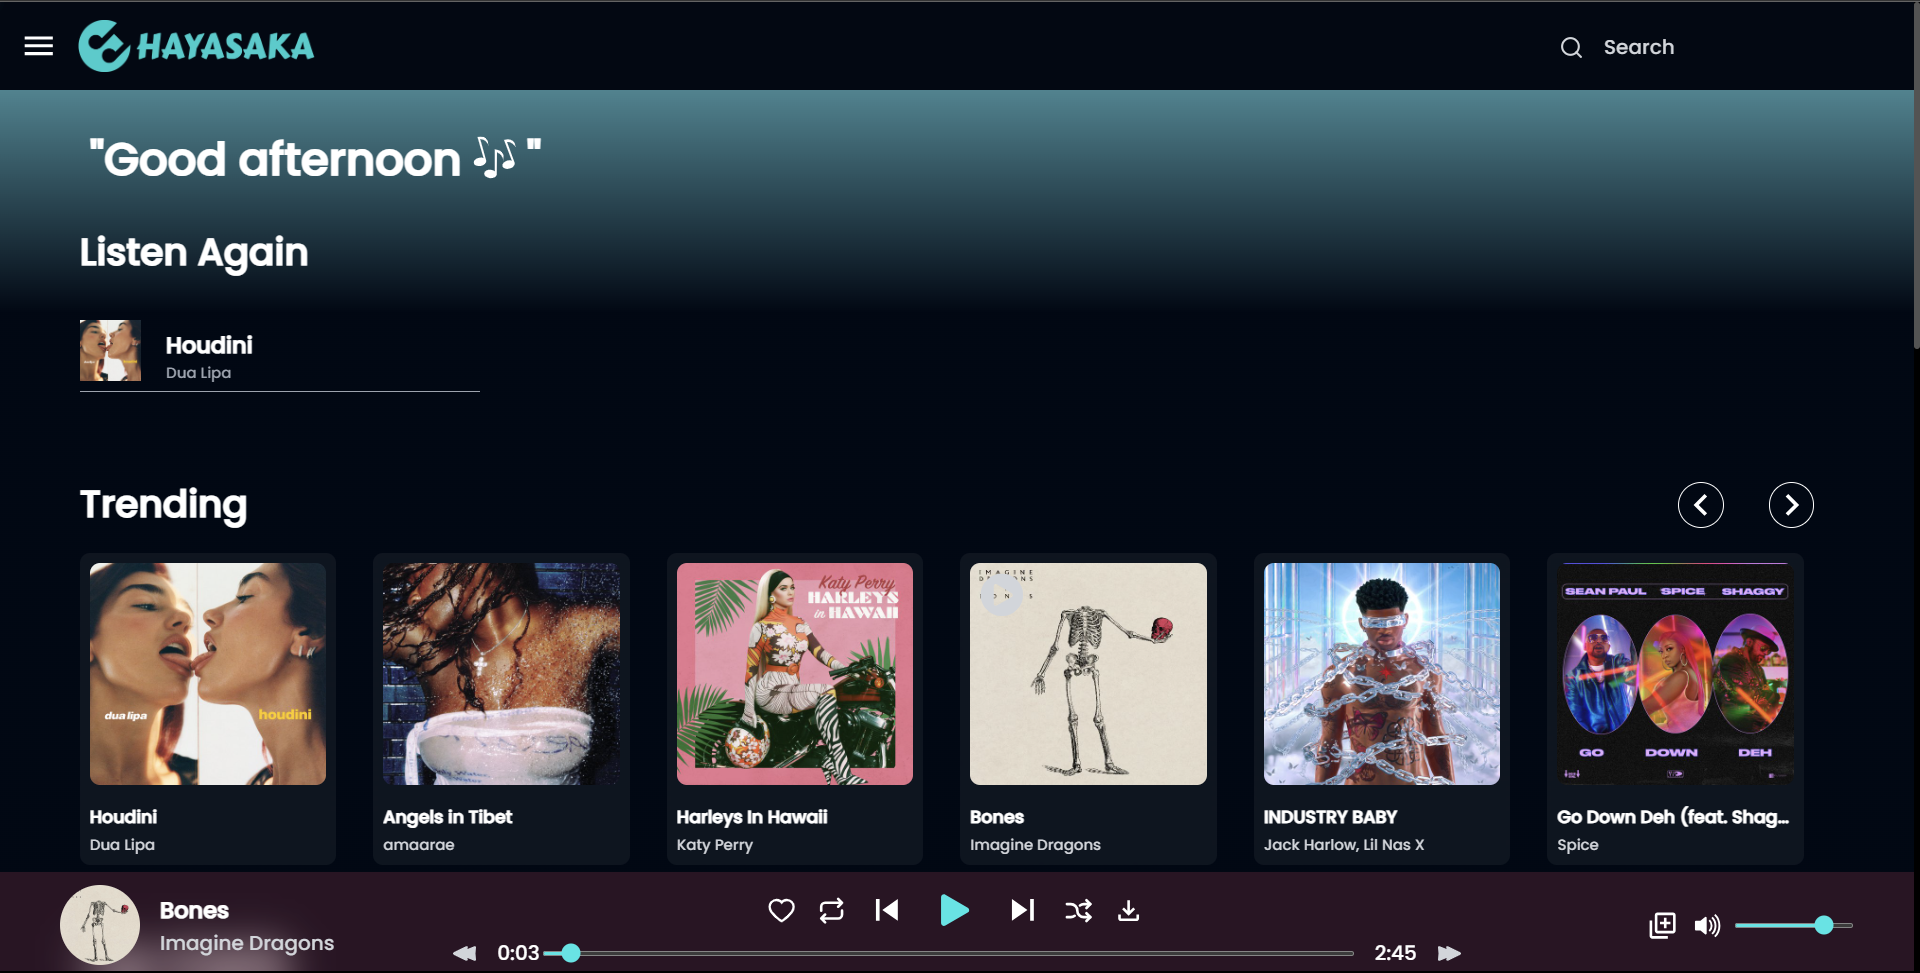 HAYASAKA
Search
"Good afternoon 🎶 "
Listen Again
Houdini
Dua Lipa
Trending
dua lipa
houdini
Katy Perry
HARLEYS
in HAWAII
IMAGINE
DRAGONS
SEAN PAUL SPICE SHAGGY
GO DOWN DEH
Houdini
Dua Lipa
Angels in Tibet
amaarae
Harleys In Hawaii
Katy Perry
Bones
Imagine Dragons
INDUSTRY BABY
Jack Harlow, Lil Nas X
Go Down Deh (feat. Shag...
Spice
Bones
Imagine Dragons
0:03
2:45